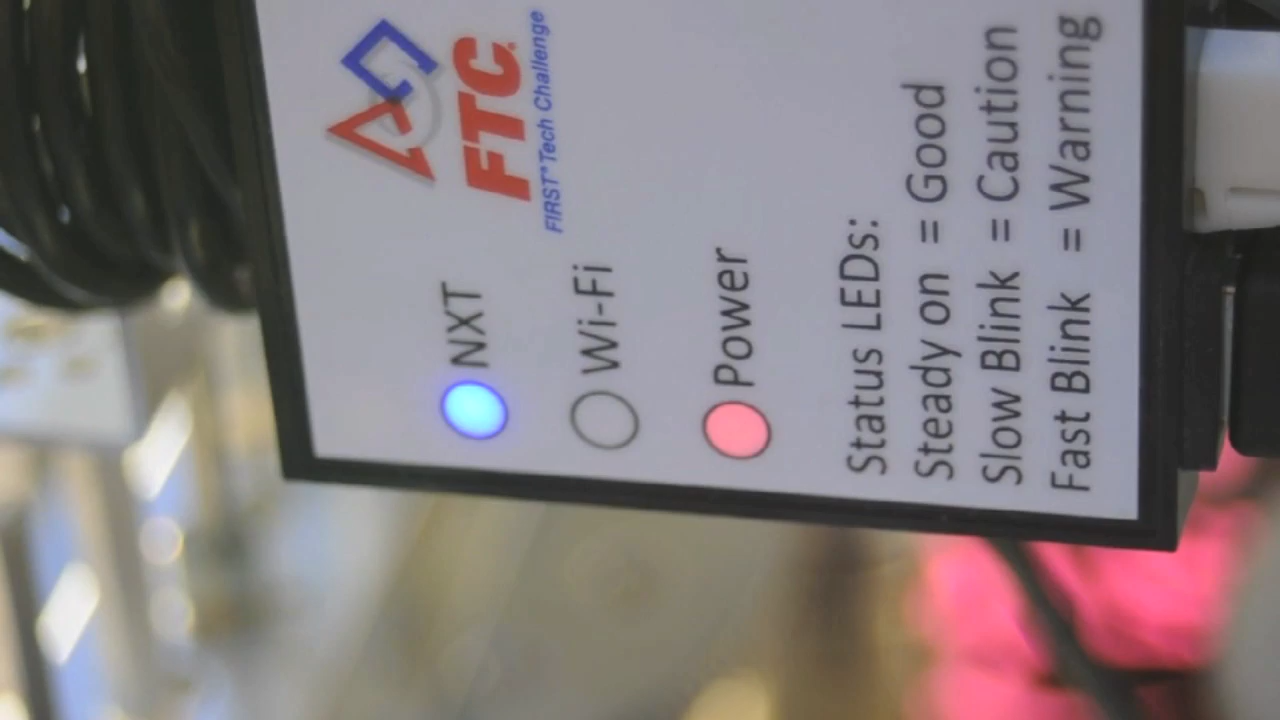 FTC
FIRST® Tech Challenge
NXT
Wi-Fi
Power
Status LEDs:
Steady on = Good
Slow Blink = Caution
Fast Blink = Warning